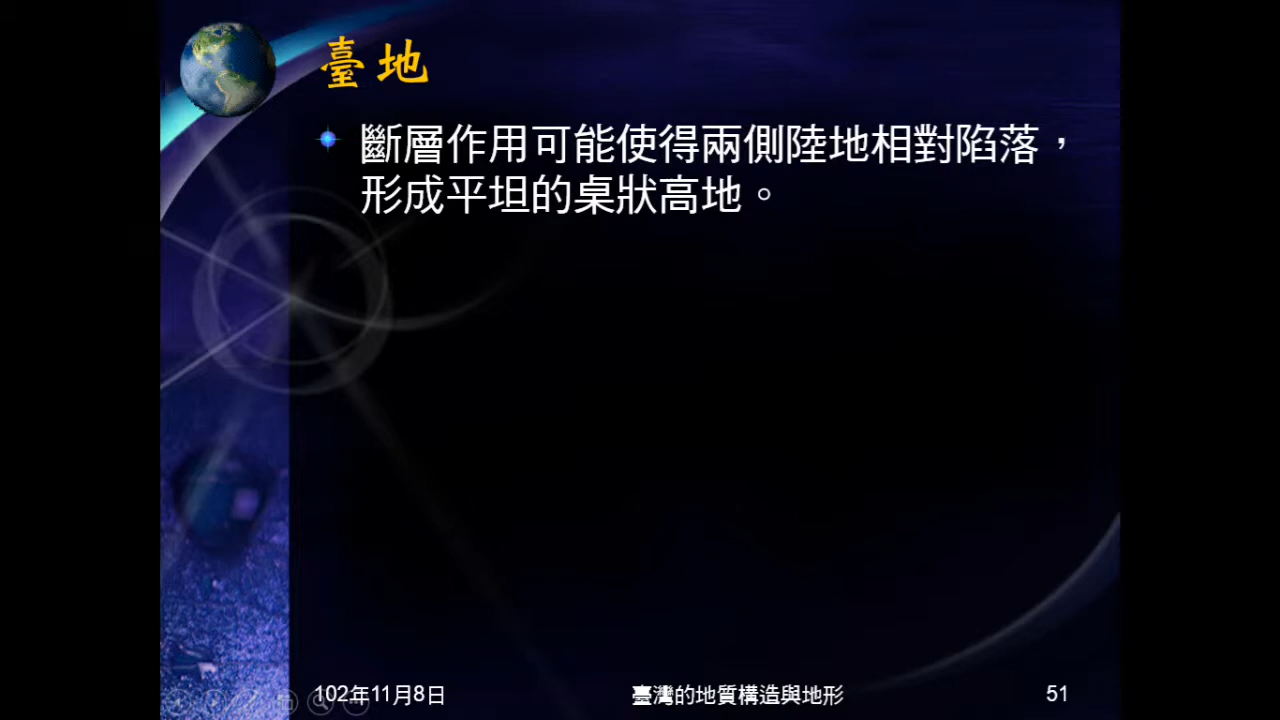 臺地
斷層作用可能使得兩側陸地相對陷落，
形成平坦的桌狀高地。
102年11月8日
臺灣的地質構造與地形
51